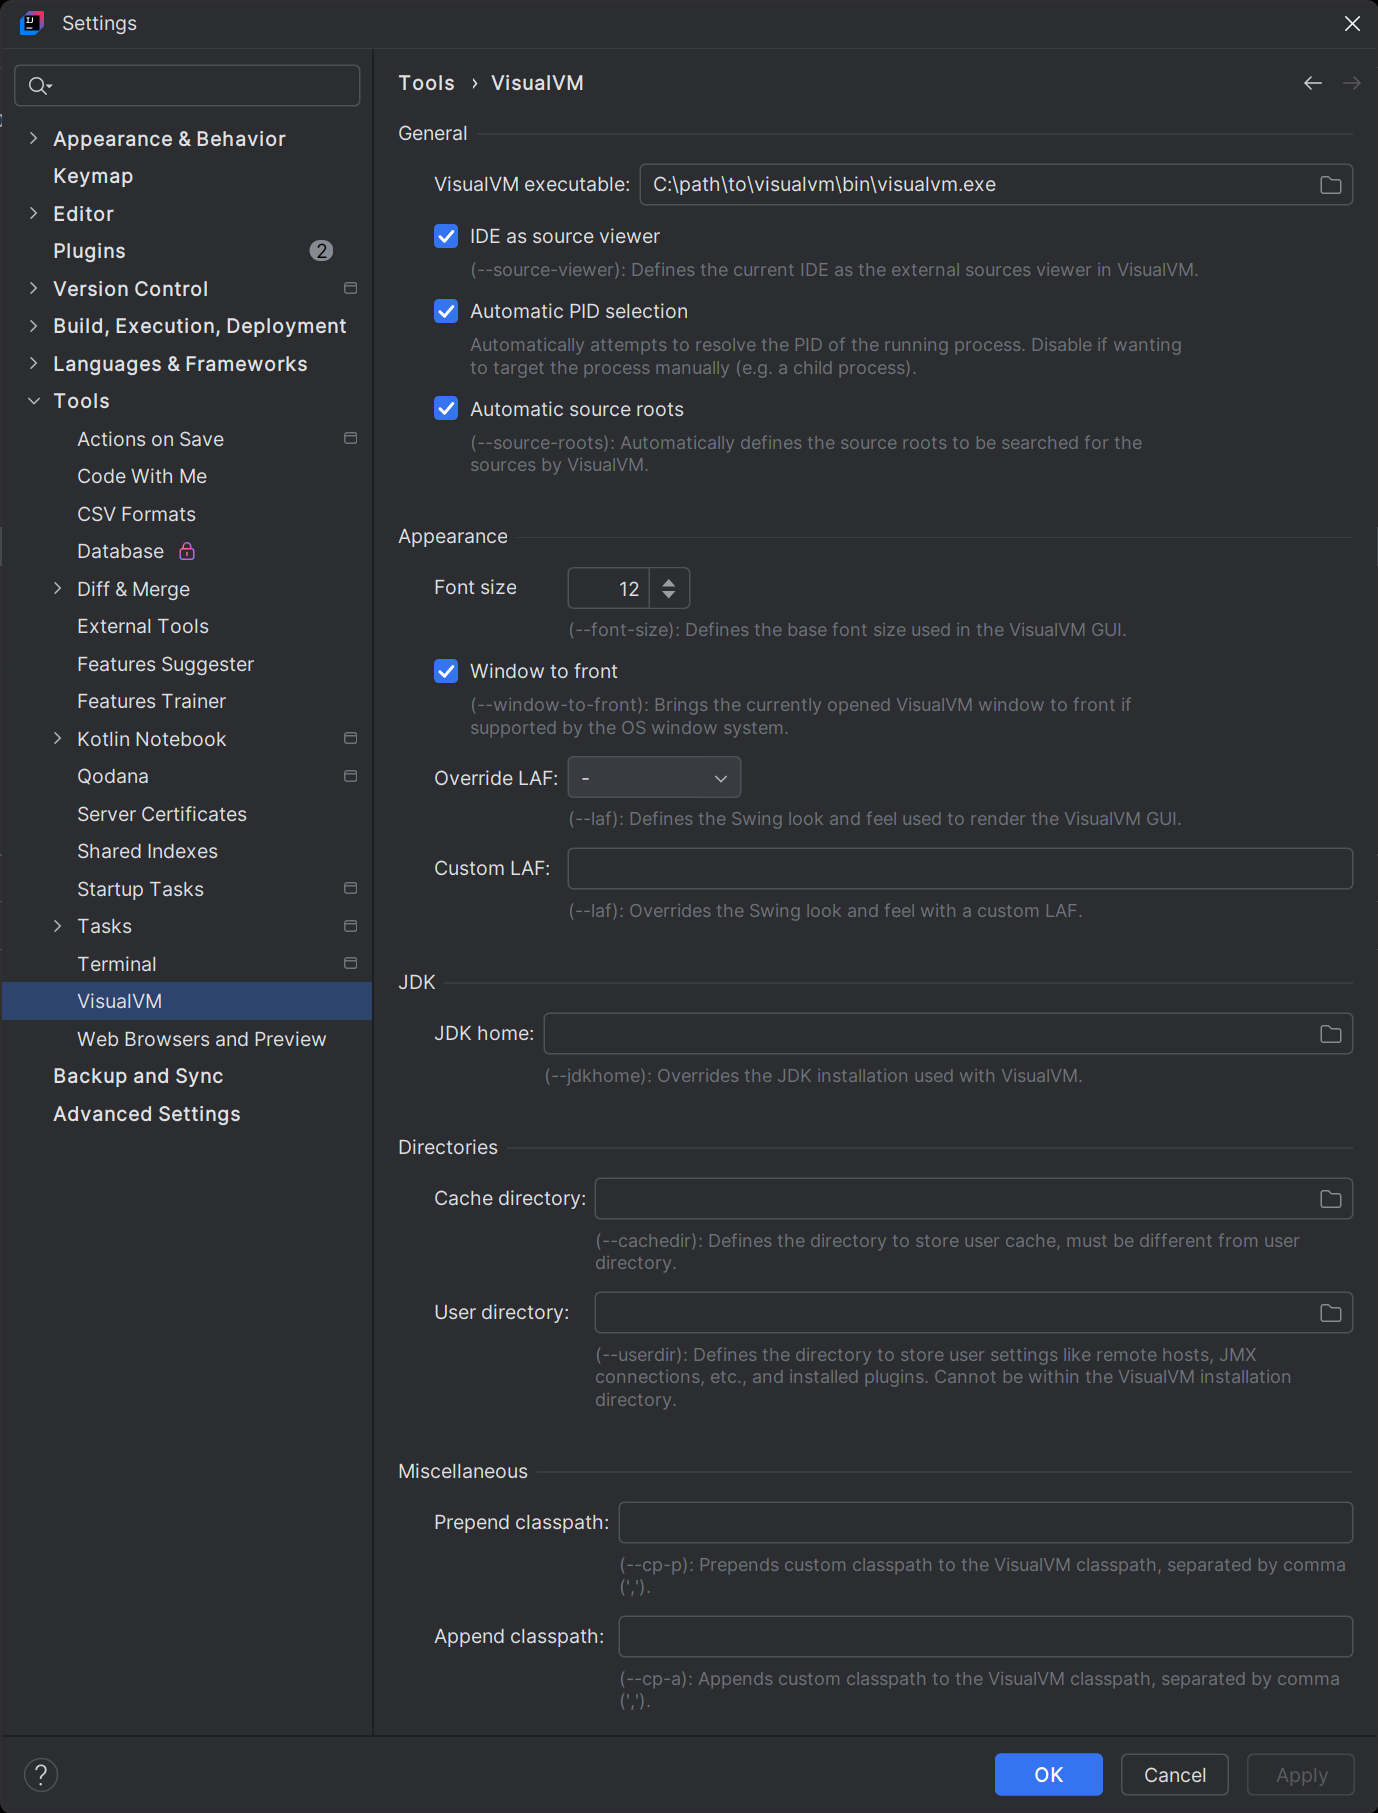 Settings
Appearance & Behavior
Keymap
Editor
Plugins 2
Version Control
Build, Execution, Deployment
Languages & Frameworks
Tools
Actions on Save
Code With Me
CSV Formats
Database
Diff & Merge
External Tools
Features Suggester
Features Trainer
Kotlin Notebook
Qodana
Server Certificates
Shared Indexes
Startup Tasks
Tasks
Terminal
VisualVM
Web Browsers and Preview
Backup and Sync
Advanced Settings
Tools › VisualVM
General
VisualVM executable: C:\path\to\visualvm\bin\visualvm.exe
IDE as source viewer
(--source-viewer): Defines the current IDE as the external sources viewer in VisualVM.
Automatic PID selection
Automatically attempts to resolve the PID of the running process. Disable if wanting
to target the process manually (e.g. a child process).
Automatic source roots
(--source-roots): Automatically defines the source roots to be searched for the
sources by VisualVM.
Appearance
Font size 12
(--font-size): Defines the base font size used in the VisualVM GUI.
Window to front
(--window-to-front): Brings the currently opened VisualVM window to front if
supported by the OS window system.
Override LAF: -
(--laf): Defines the Swing look and feel used to render the VisualVM GUI.
Custom LAF:
(--laf): Overrides the Swing look and feel with a custom LAF.
JDK
JDK home:
(--jdkhome): Overrides the JDK installation used with VisualVM.
Directories
Cache directory:
(--cachedir): Defines the directory to store user cache, must be different from user
directory.
User directory:
(--userdir): Defines the directory to store user settings like remote hosts, JMX
connections, etc., and installed plugins. Cannot be within the VisualVM installation
directory.
Miscellaneous
Prepend classpath:
(--cp-p): Prepends custom classpath to the VisualVM classpath, separated by comma
(',').
Append classpath:
(--cp-a): Appends custom classpath to the VisualVM classpath, separated by comma
(',').
? OK Cancel Apply